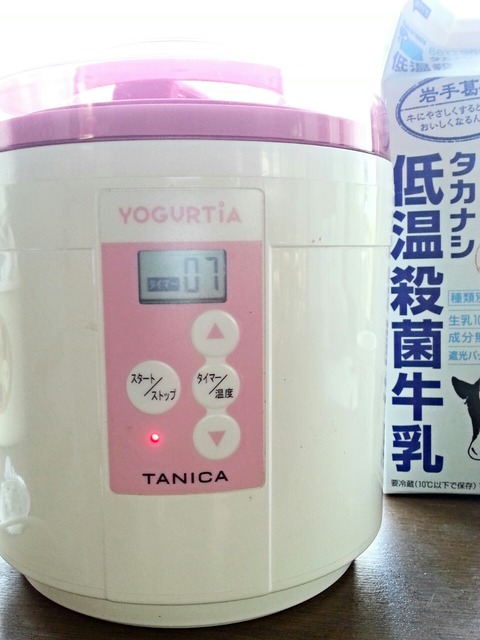 YOGURTiA
タイマー 07
スタート/ストップ
タイマー/温度
TANICA
低温殺
岩手葛
牛にやさしくすると
おいしくなるん
タカナシ
低温殺菌牛乳
種類別
生乳10
成分無
遮光パッ
要冷蔵(10℃以下で保存)